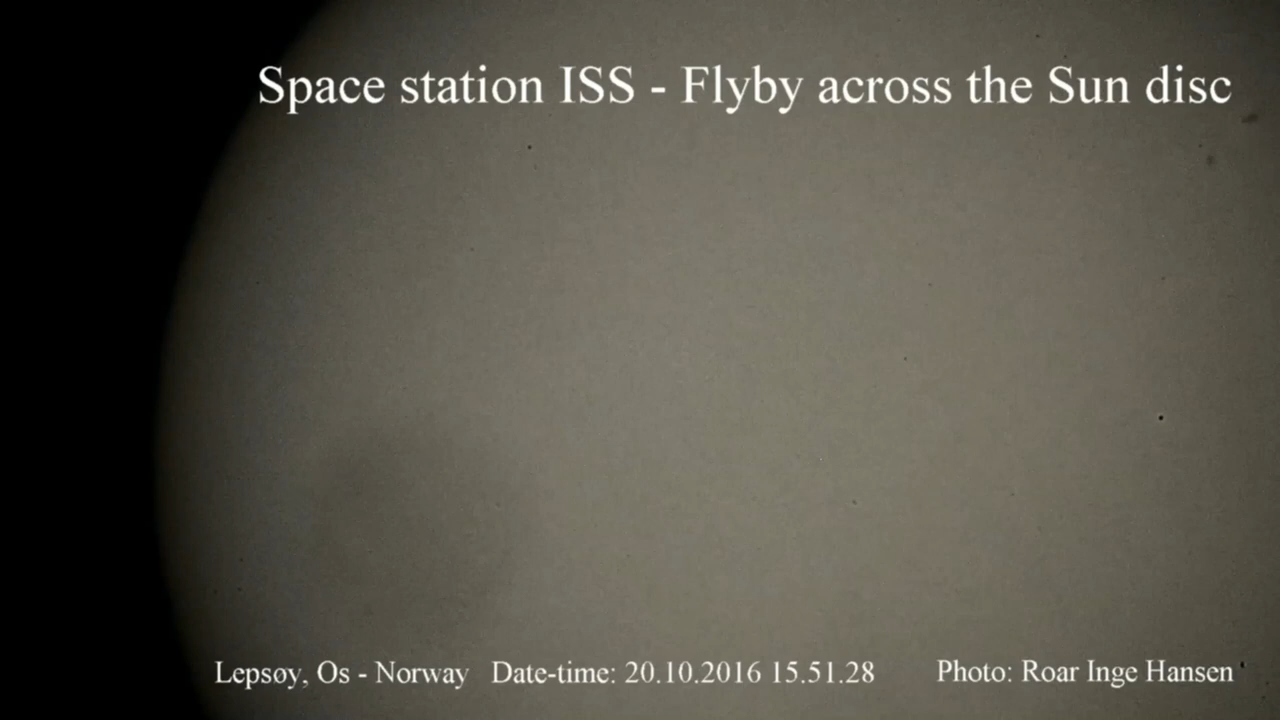 Space station ISS - Flyby across the Sun disc
Lepsøy, Os - Norway Date-time: 20.10.2016 15.51.28 Photo: Roar Inge Hansen